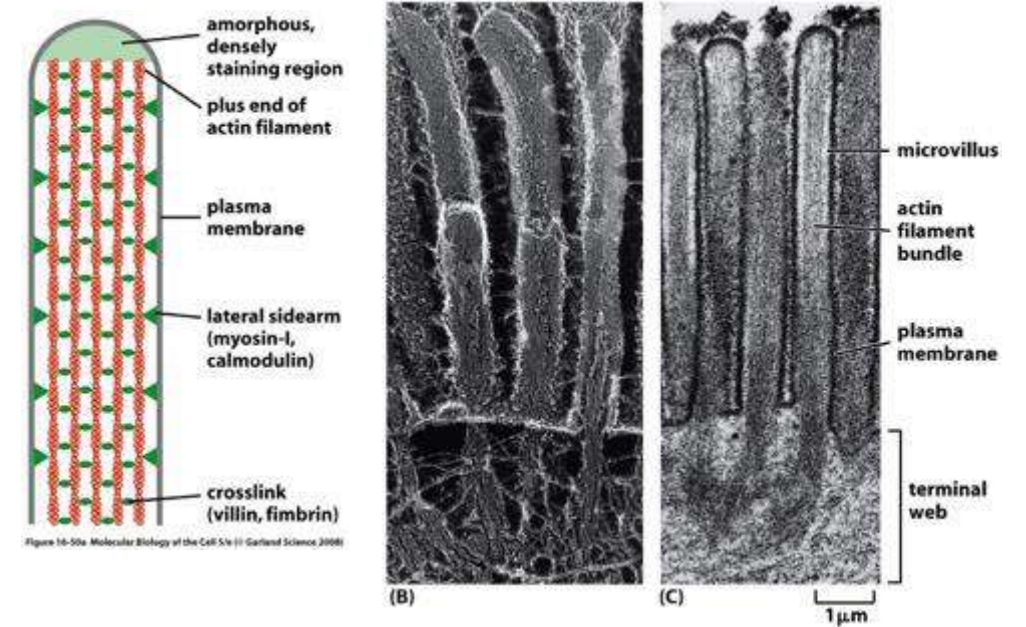 amorphous,
densely
staining region
plus end of
actin filament
plasma
membrane
lateral sidearm
(myosin-I,
calmodulin)
crosslink
(villin, fimbrin)
Figure 16-50a Molecular Biology of the Cell 5/e (© Garland Science 2008)
(B)
(C)
microvillus
actin
filament
bundle
plasma
membrane
terminal
web
1 μm